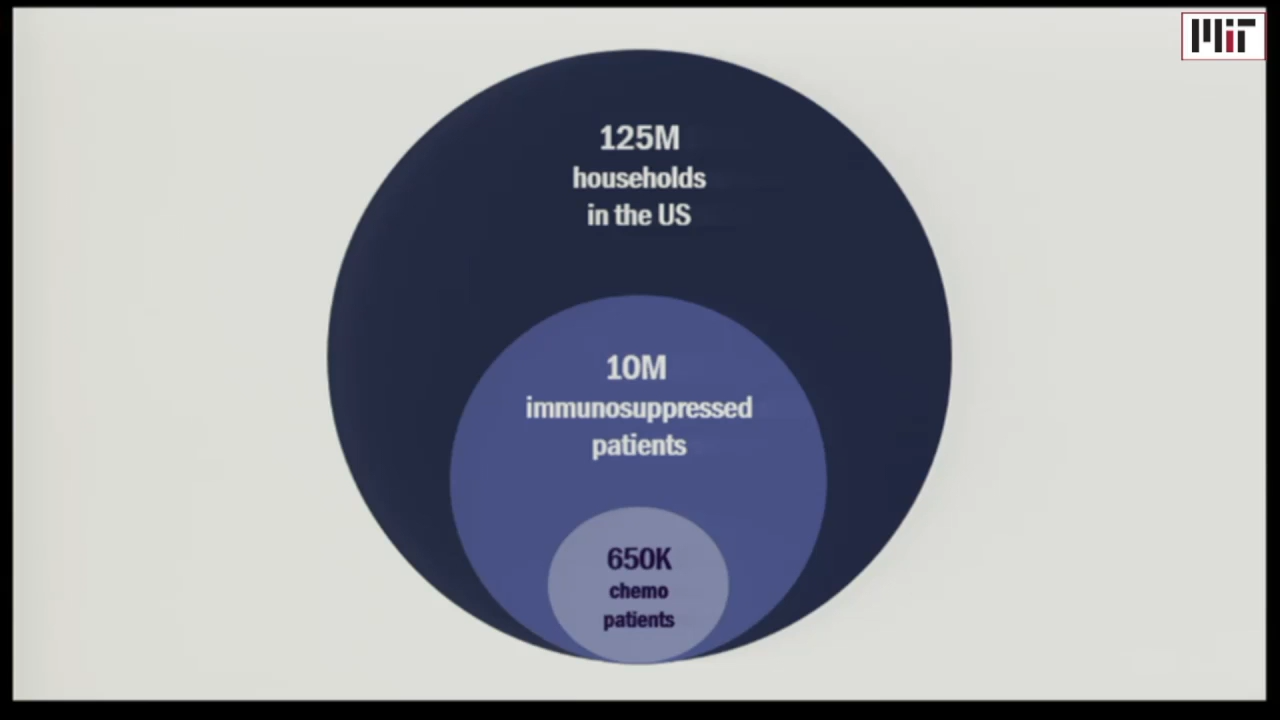 MIT
125M
households
in the US
10M
immunosuppressed
patients
650K
chemo
patients